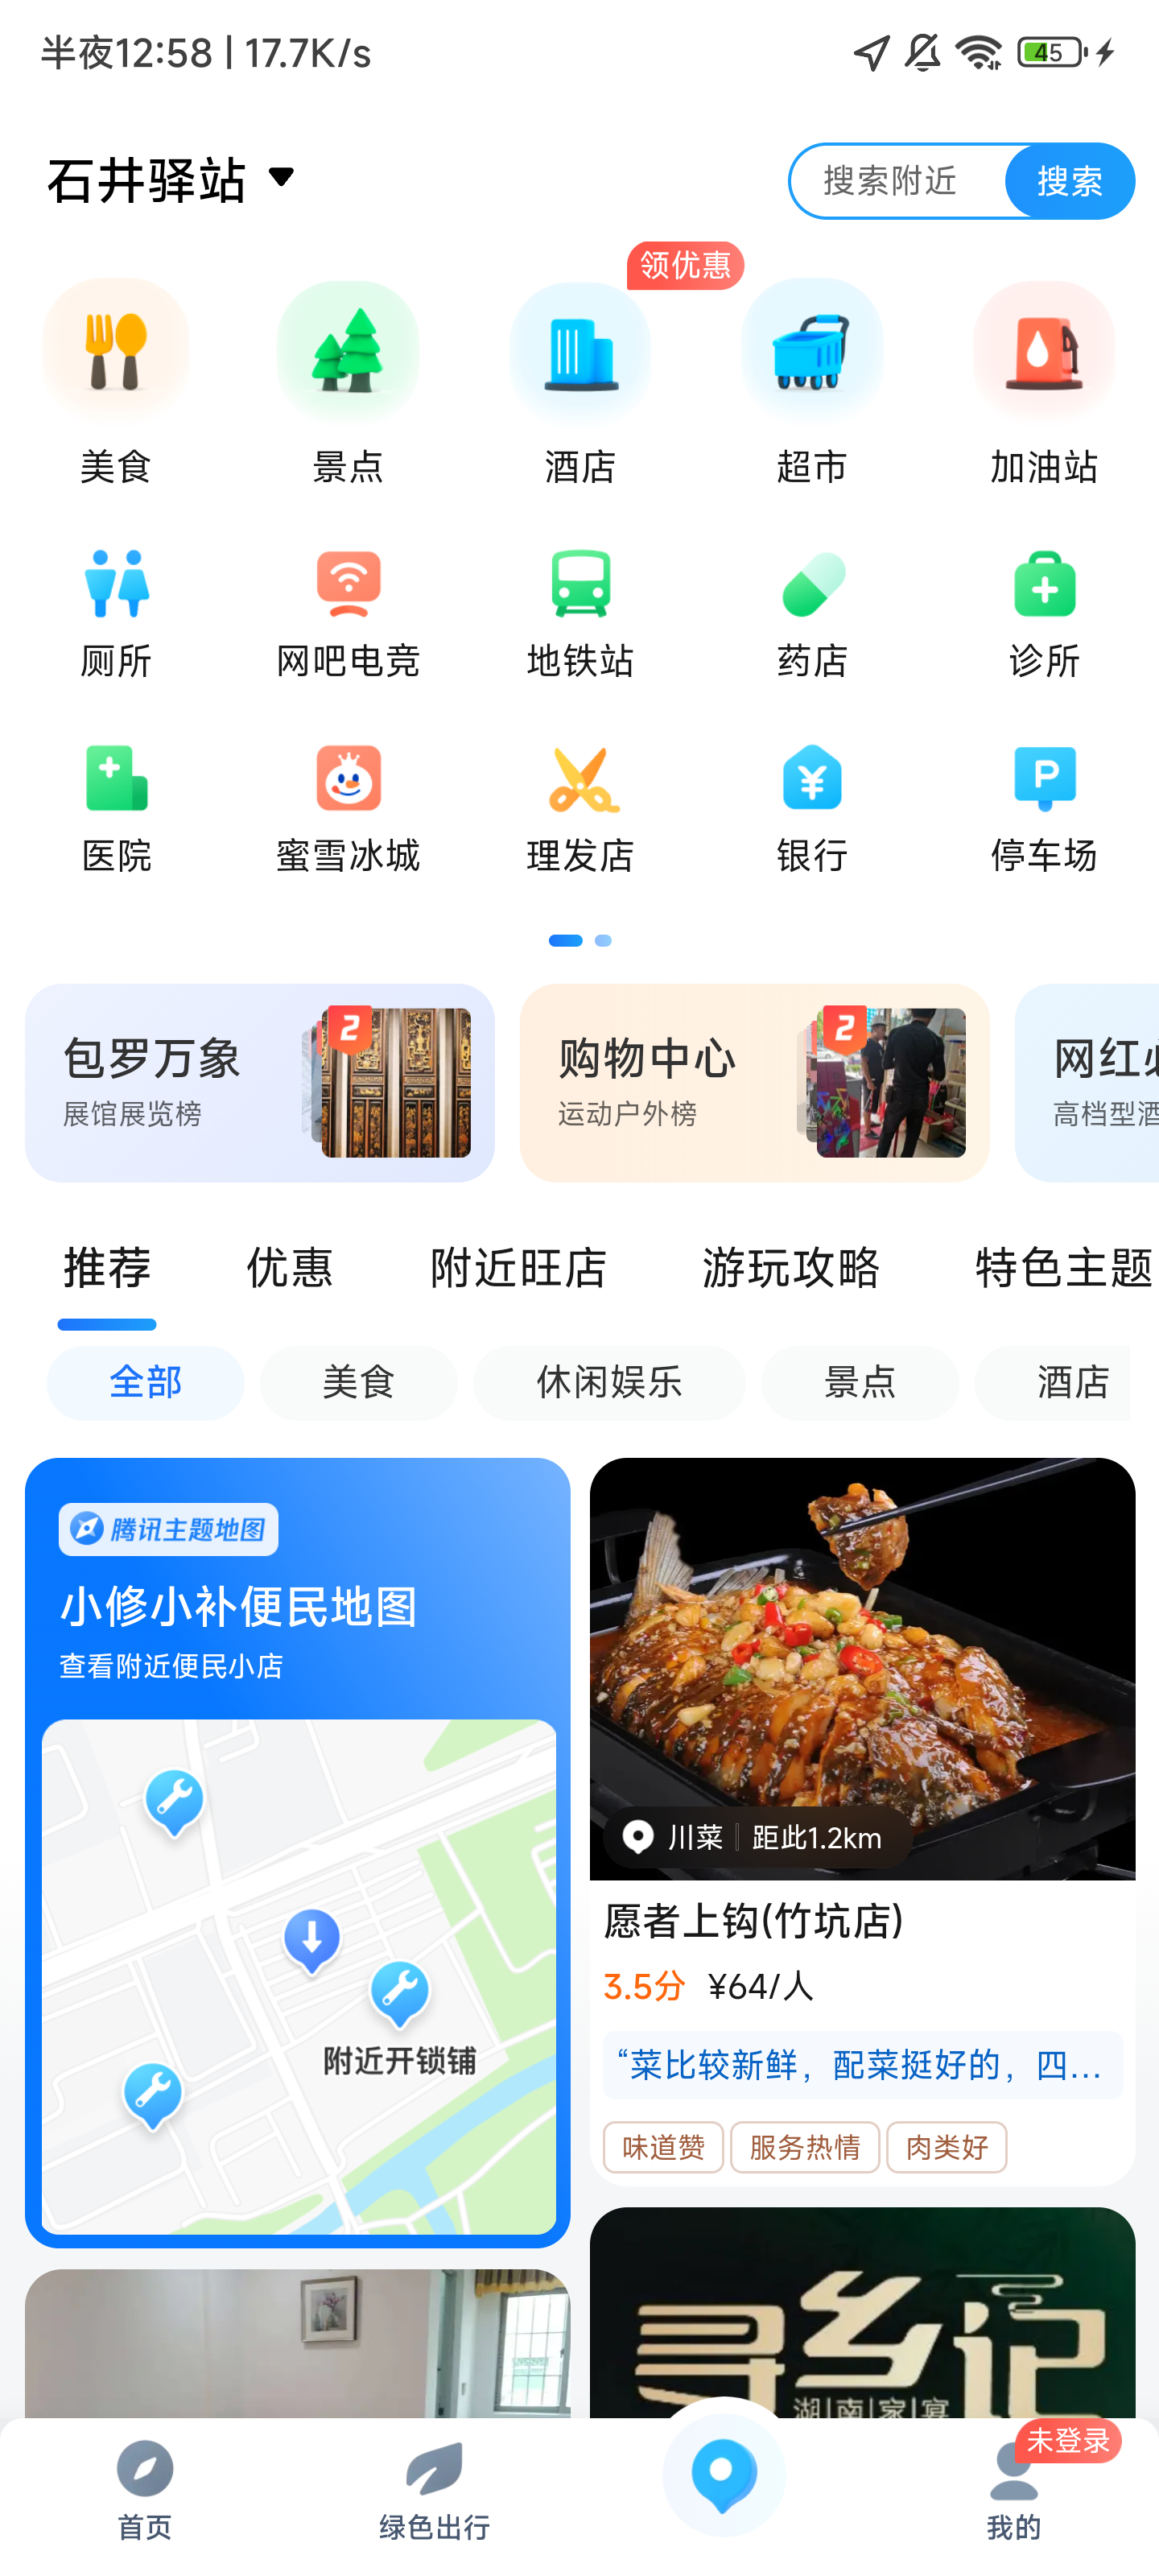 半夜12:58 | 17.7K/s
45
石井驿站
搜索附近
搜索
领优惠
美食
景点
酒店
超市
加油站
厕所
网吧电竞
地铁站
药店
诊所
医院
蜜雪冰城
理发店
银行
P
停车场
包罗万象
展馆展览榜
2
购物中心
运动户外榜
2
网红
高档型酒
推荐
优惠
附近旺店
游玩攻略
特色主题
全部
美食
休闲娱乐
景点
酒店
腾讯主题地图
小修小补便民地图
查看附近便民小店
附近开锁铺
川菜 | 距此1.2km
愿者上钩(竹坑店)
3.5分 ¥64/人
“菜比较新鲜，配菜挺好的，四...
味道赞
服务热情
肉类好
寻乡记
湖|南|家|宴
首页
绿色出行
未登录
我的